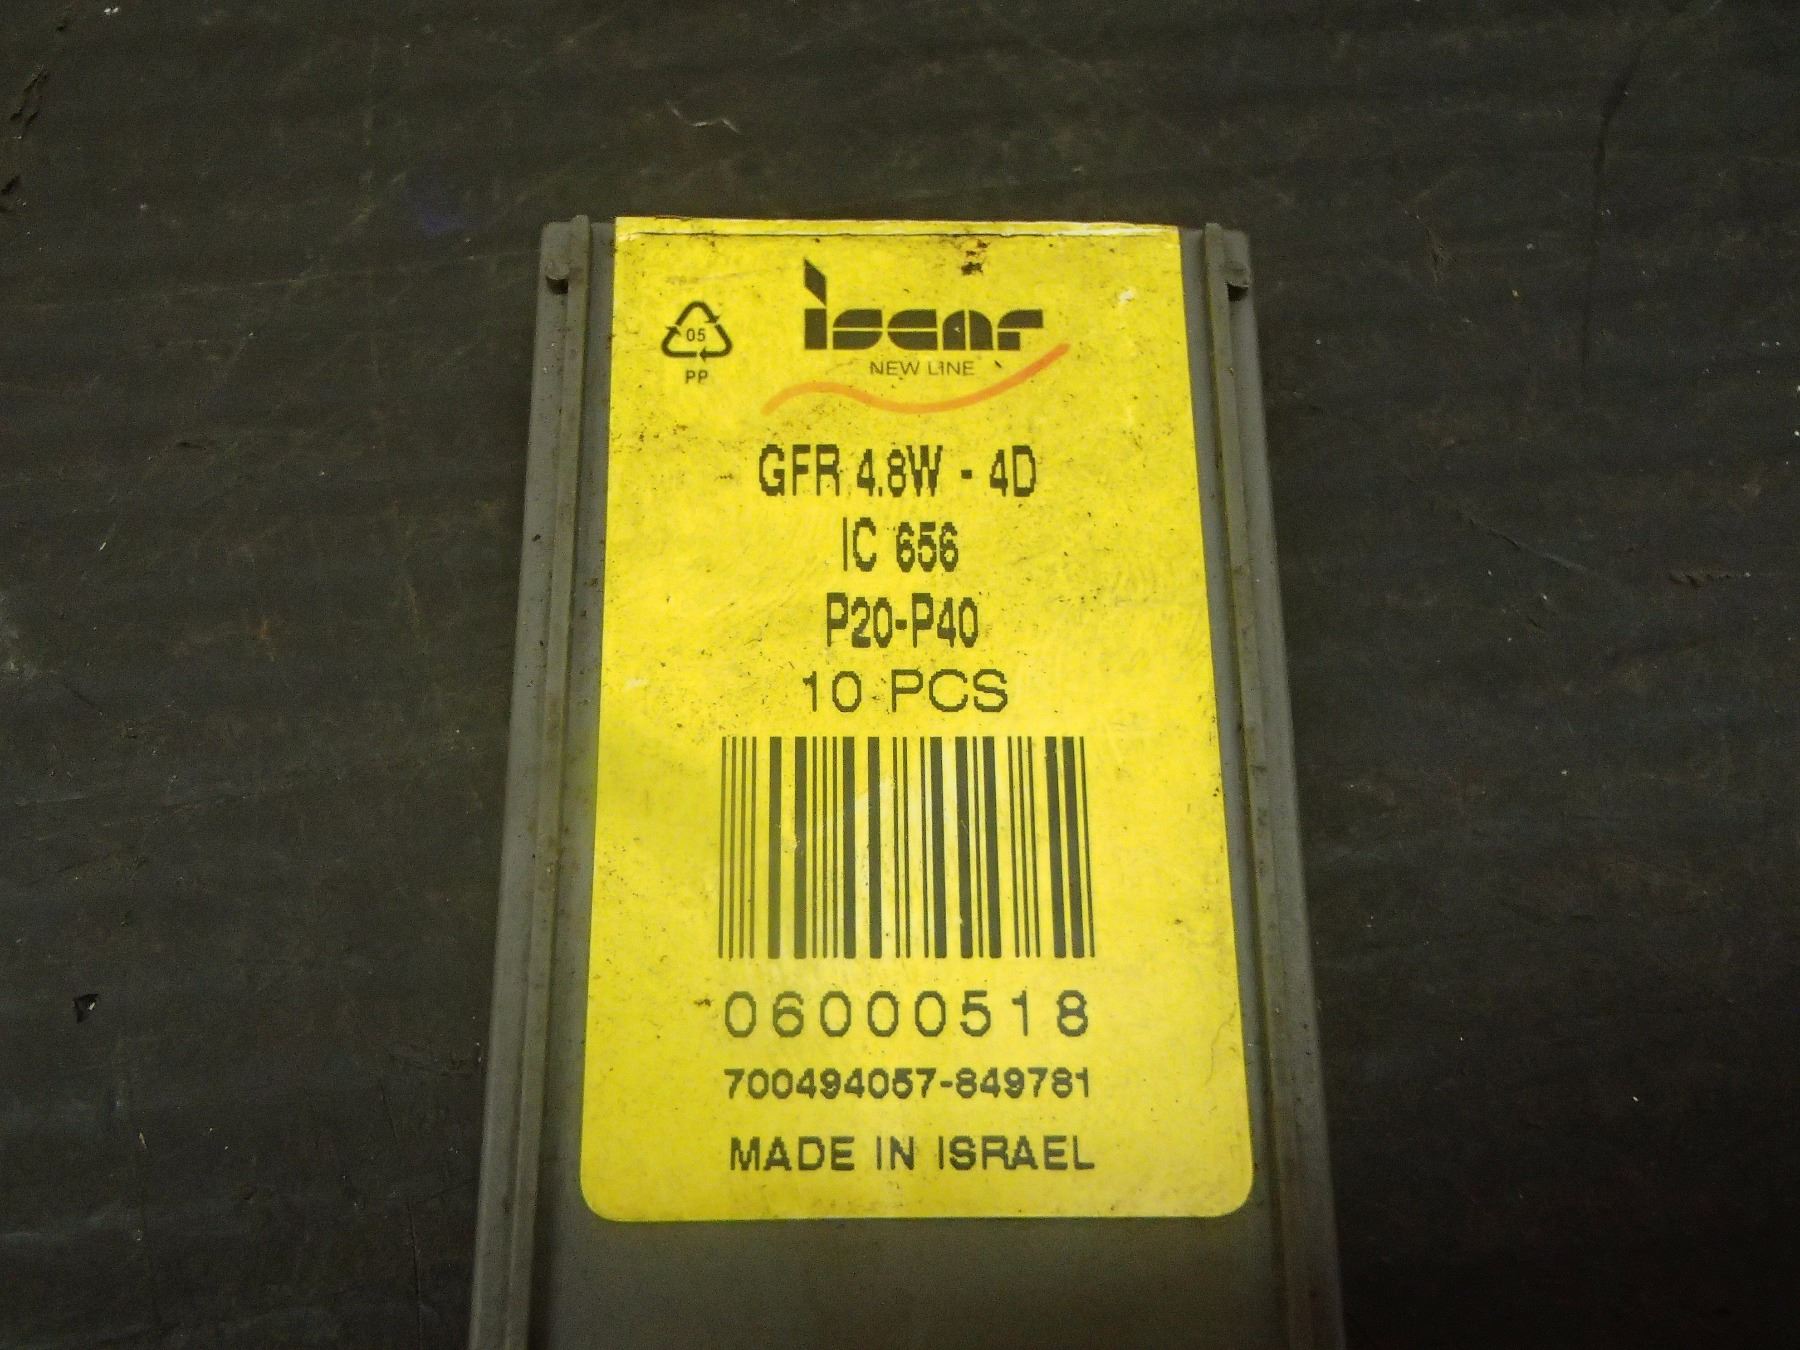 iscar
NEW LINE
05
PP
GFR 4.8W - 4D
IC 656
P20-P40
10 PCS
06000518
700494057-849781
MADE IN ISRAEL